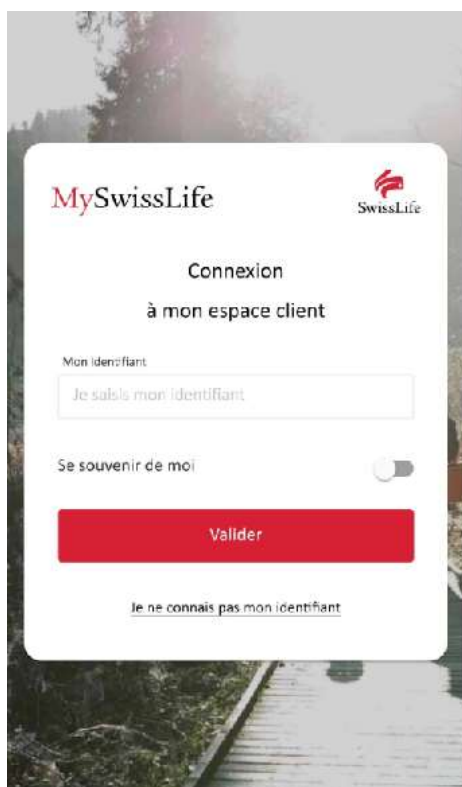 MySwissLife
SwissLife
Connexion
à mon espace client
Mon identifiant
Je saisis mon identifiant
Se souvenir de moi
Valider
Je ne connais pas mon identifiant